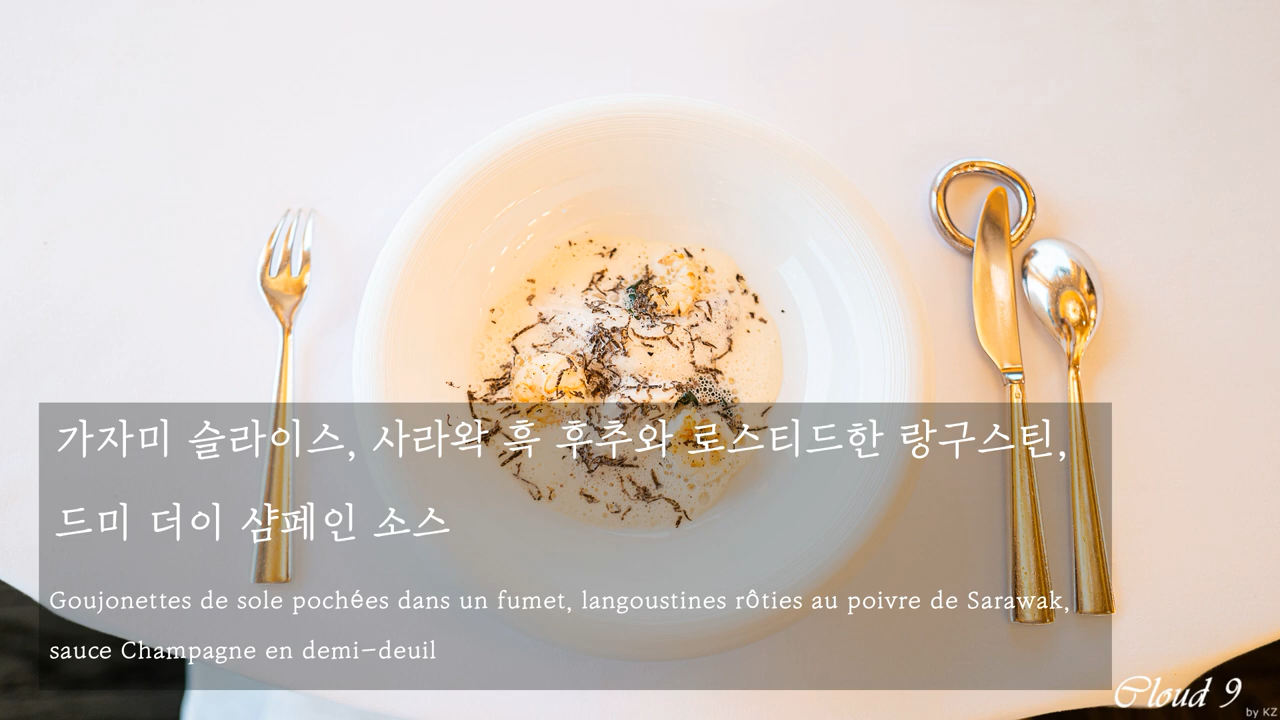 가자미 슬라이스, 사라왁 흑 후추와 로스티드한 랑구스틴,
드미 더이 샴페인 소스
Goujonettes de sole pochées dans un fumet, langoustines rôties au poivre de Sarawak,
sauce Champagne en demi-deuil
Cloud 9
by KZ